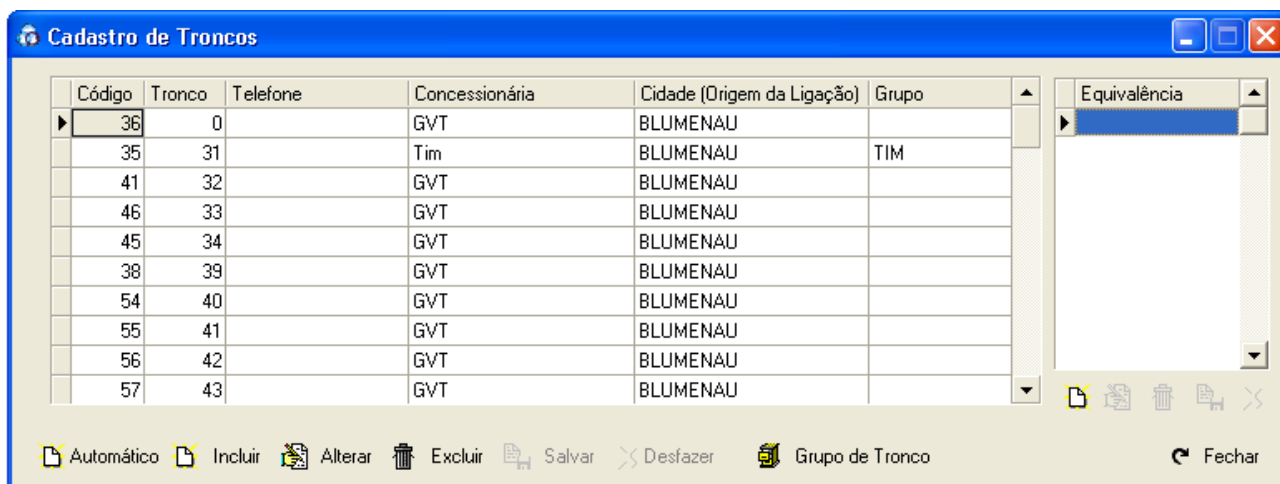 Cadastro de Troncos
Código Tronco Telefone Concessionária Cidade (Origem da Ligação) Grupo Equivalência
36 0 GVT BLUMENAU
35 31 Tim BLUMENAU TIM
41 32 GVT BLUMENAU
46 33 GVT BLUMENAU
45 34 GVT BLUMENAU
38 39 GVT BLUMENAU
54 40 GVT BLUMENAU
55 41 GVT BLUMENAU
56 42 GVT BLUMENAU
57 43 GVT BLUMENAU
Automático Incluir Alterar Excluir Salvar Desfazer Grupo de Tronco Fechar